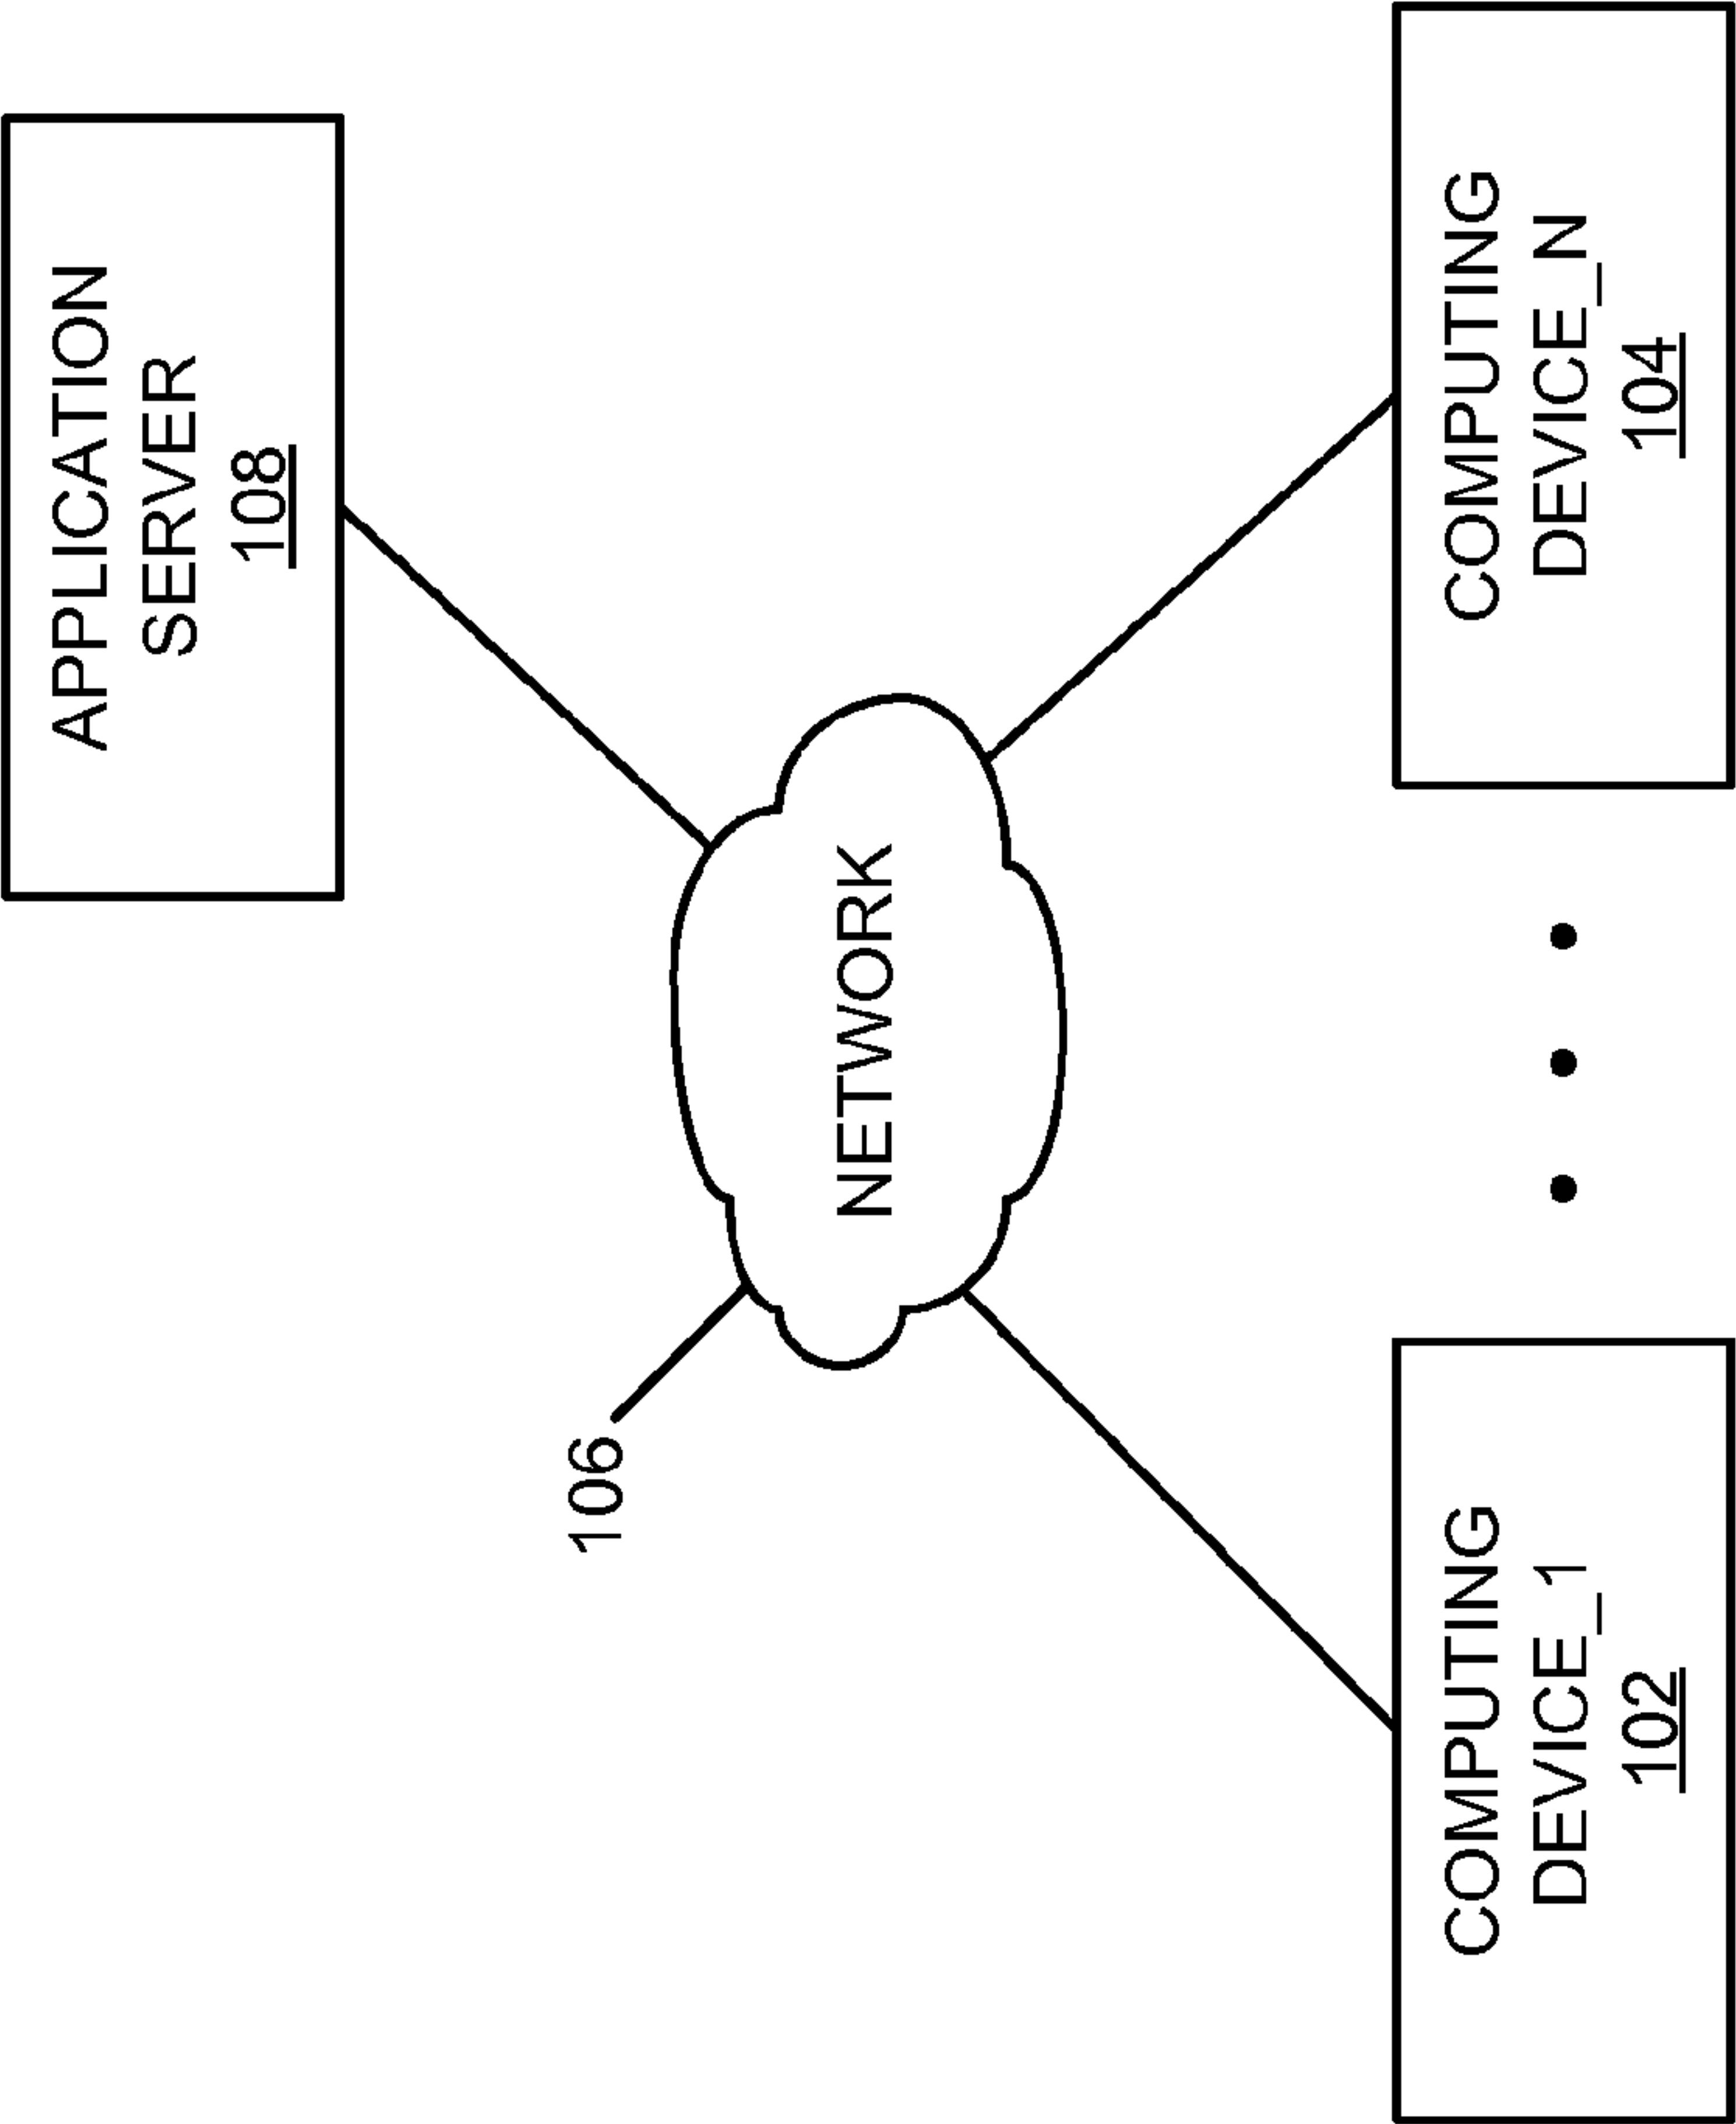 APPLICATION
SERVER
108
106
NETWORK
COMPUTING
DEVICE_1
102
COMPUTING
DEVICE_N
104